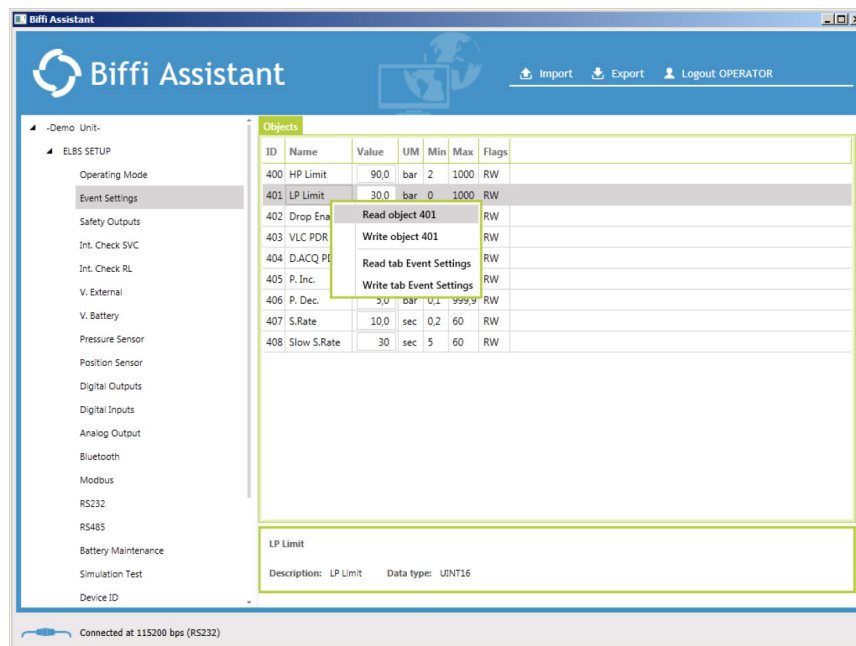 Biffi Assistant
Biffi Assistant
Import Export Logout OPERATOR
-Demo Unit-
ELBS SETUP
Operating Mode
Event Settings
Safety Outputs
Int. Check SVC
Int. Check RL
V. External
V. Battery
Pressure Sensor
Position Sensor
Digital Outputs
Digital Inputs
Analog Output
Bluetooth
Modbus
RS232
RS485
Battery Maintenance
Simulation Test
Device ID
Objects
ID Name Value UM Min Max Flags
400 HP Limit 90,0 bar 2 1000 RW
401 LP Limit 30,0 bar 0 1000 RW
402 Drop Ena RW
403 VLC PDR RW
404 D.ACQ PD RW
405 P. Inc. RW
406 P. Dec. 5,0 bar 0,1 999,9 RW
407 S.Rate 10,0 sec 0,2 60 RW
408 Slow S.Rate 30 sec 5 60 RW
Read object 401
Write object 401
Read tab Event Settings
Write tab Event Settings
LP Limit
Description: LP Limit Data type: UINT16
Connected at 115200 bps (RS232)